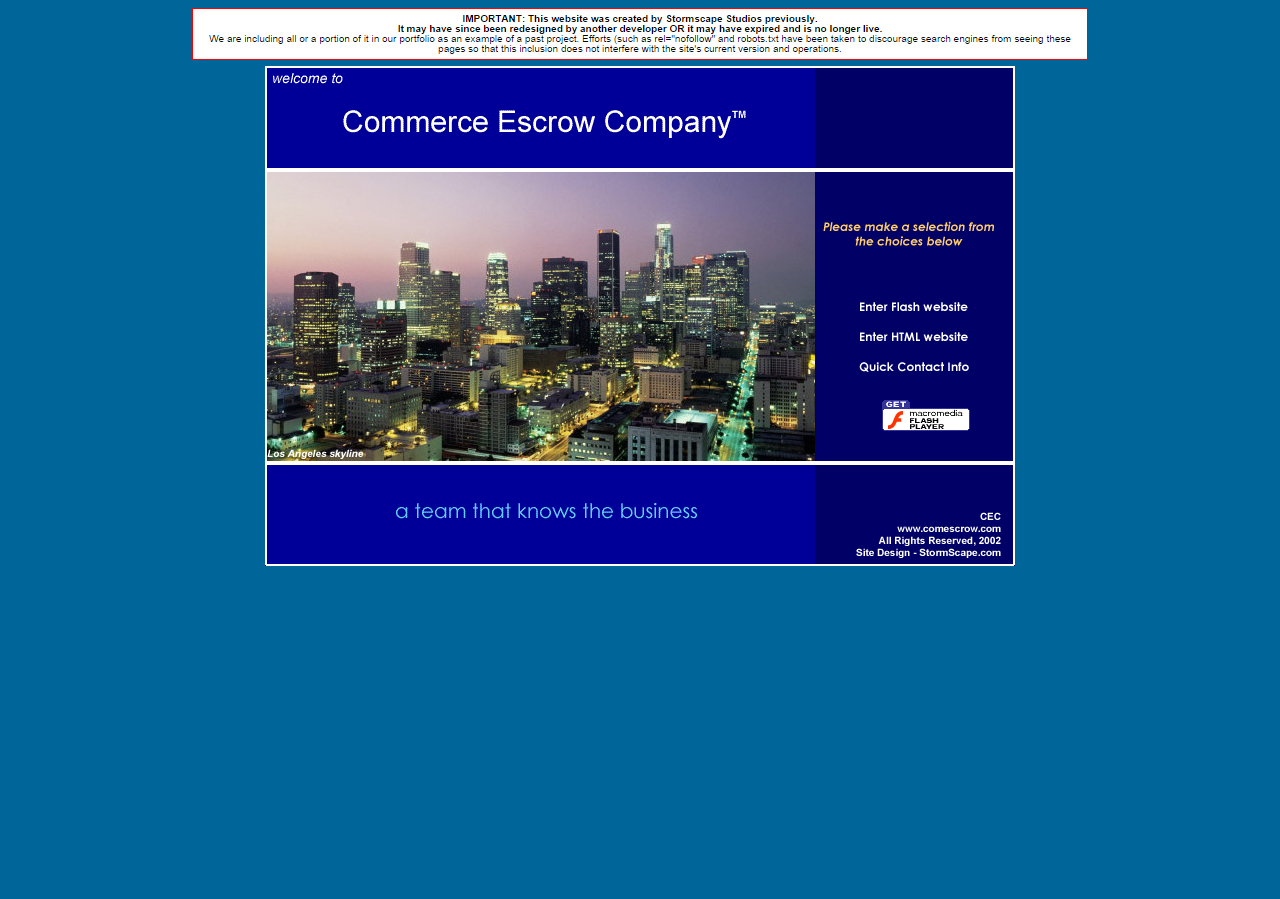 IMPORTANT: This website was created by Stormscape Studios previously.
It may have since been redesigned by another developer OR it may have expired and is no longer live.
We are including all or a portion of it in our portfolio as an example of a past project. Efforts (such as rel="nofollow" and robots.txt have been taken to discourage search engines from seeing these
pages so that this inclusion does not interfere with the site's current version and operations.
welcome to
Commerce Escrow Company™
Please make a selection from
the choices below
Enter Flash website
Enter HTML website
Quick Contact Info
GET
macromedia
FLASH
PLAYER
Los Angeles skyline
a team that knows the business
CEC
www.comescrow.com
All Rights Reserved, 2002
Site Design - StormScape.com